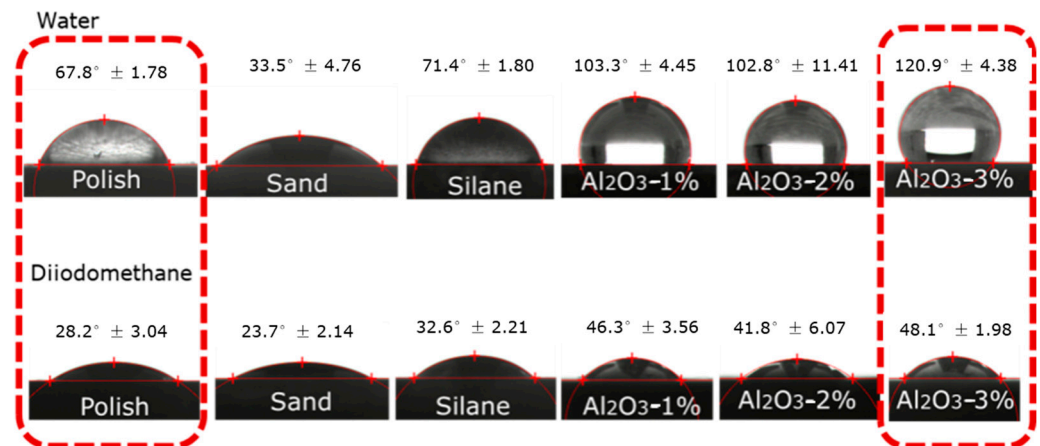 Water
67.8° ± 1.78 33.5° ± 4.76 71.4° ± 1.80 103.3° ± 4.45 102.8° ± 11.41 120.9° ± 4.38
Polish Sand Silane Al2O3-1% Al2O3-2% Al2O3-3%
Diiodomethane
28.2° ± 3.04 23.7° ± 2.14 32.6° ± 2.21 46.3° ± 3.56 41.8° ± 6.07 48.1° ± 1.98
Polish Sand Silane Al2O3-1% Al2O3-2% Al2O3-3%